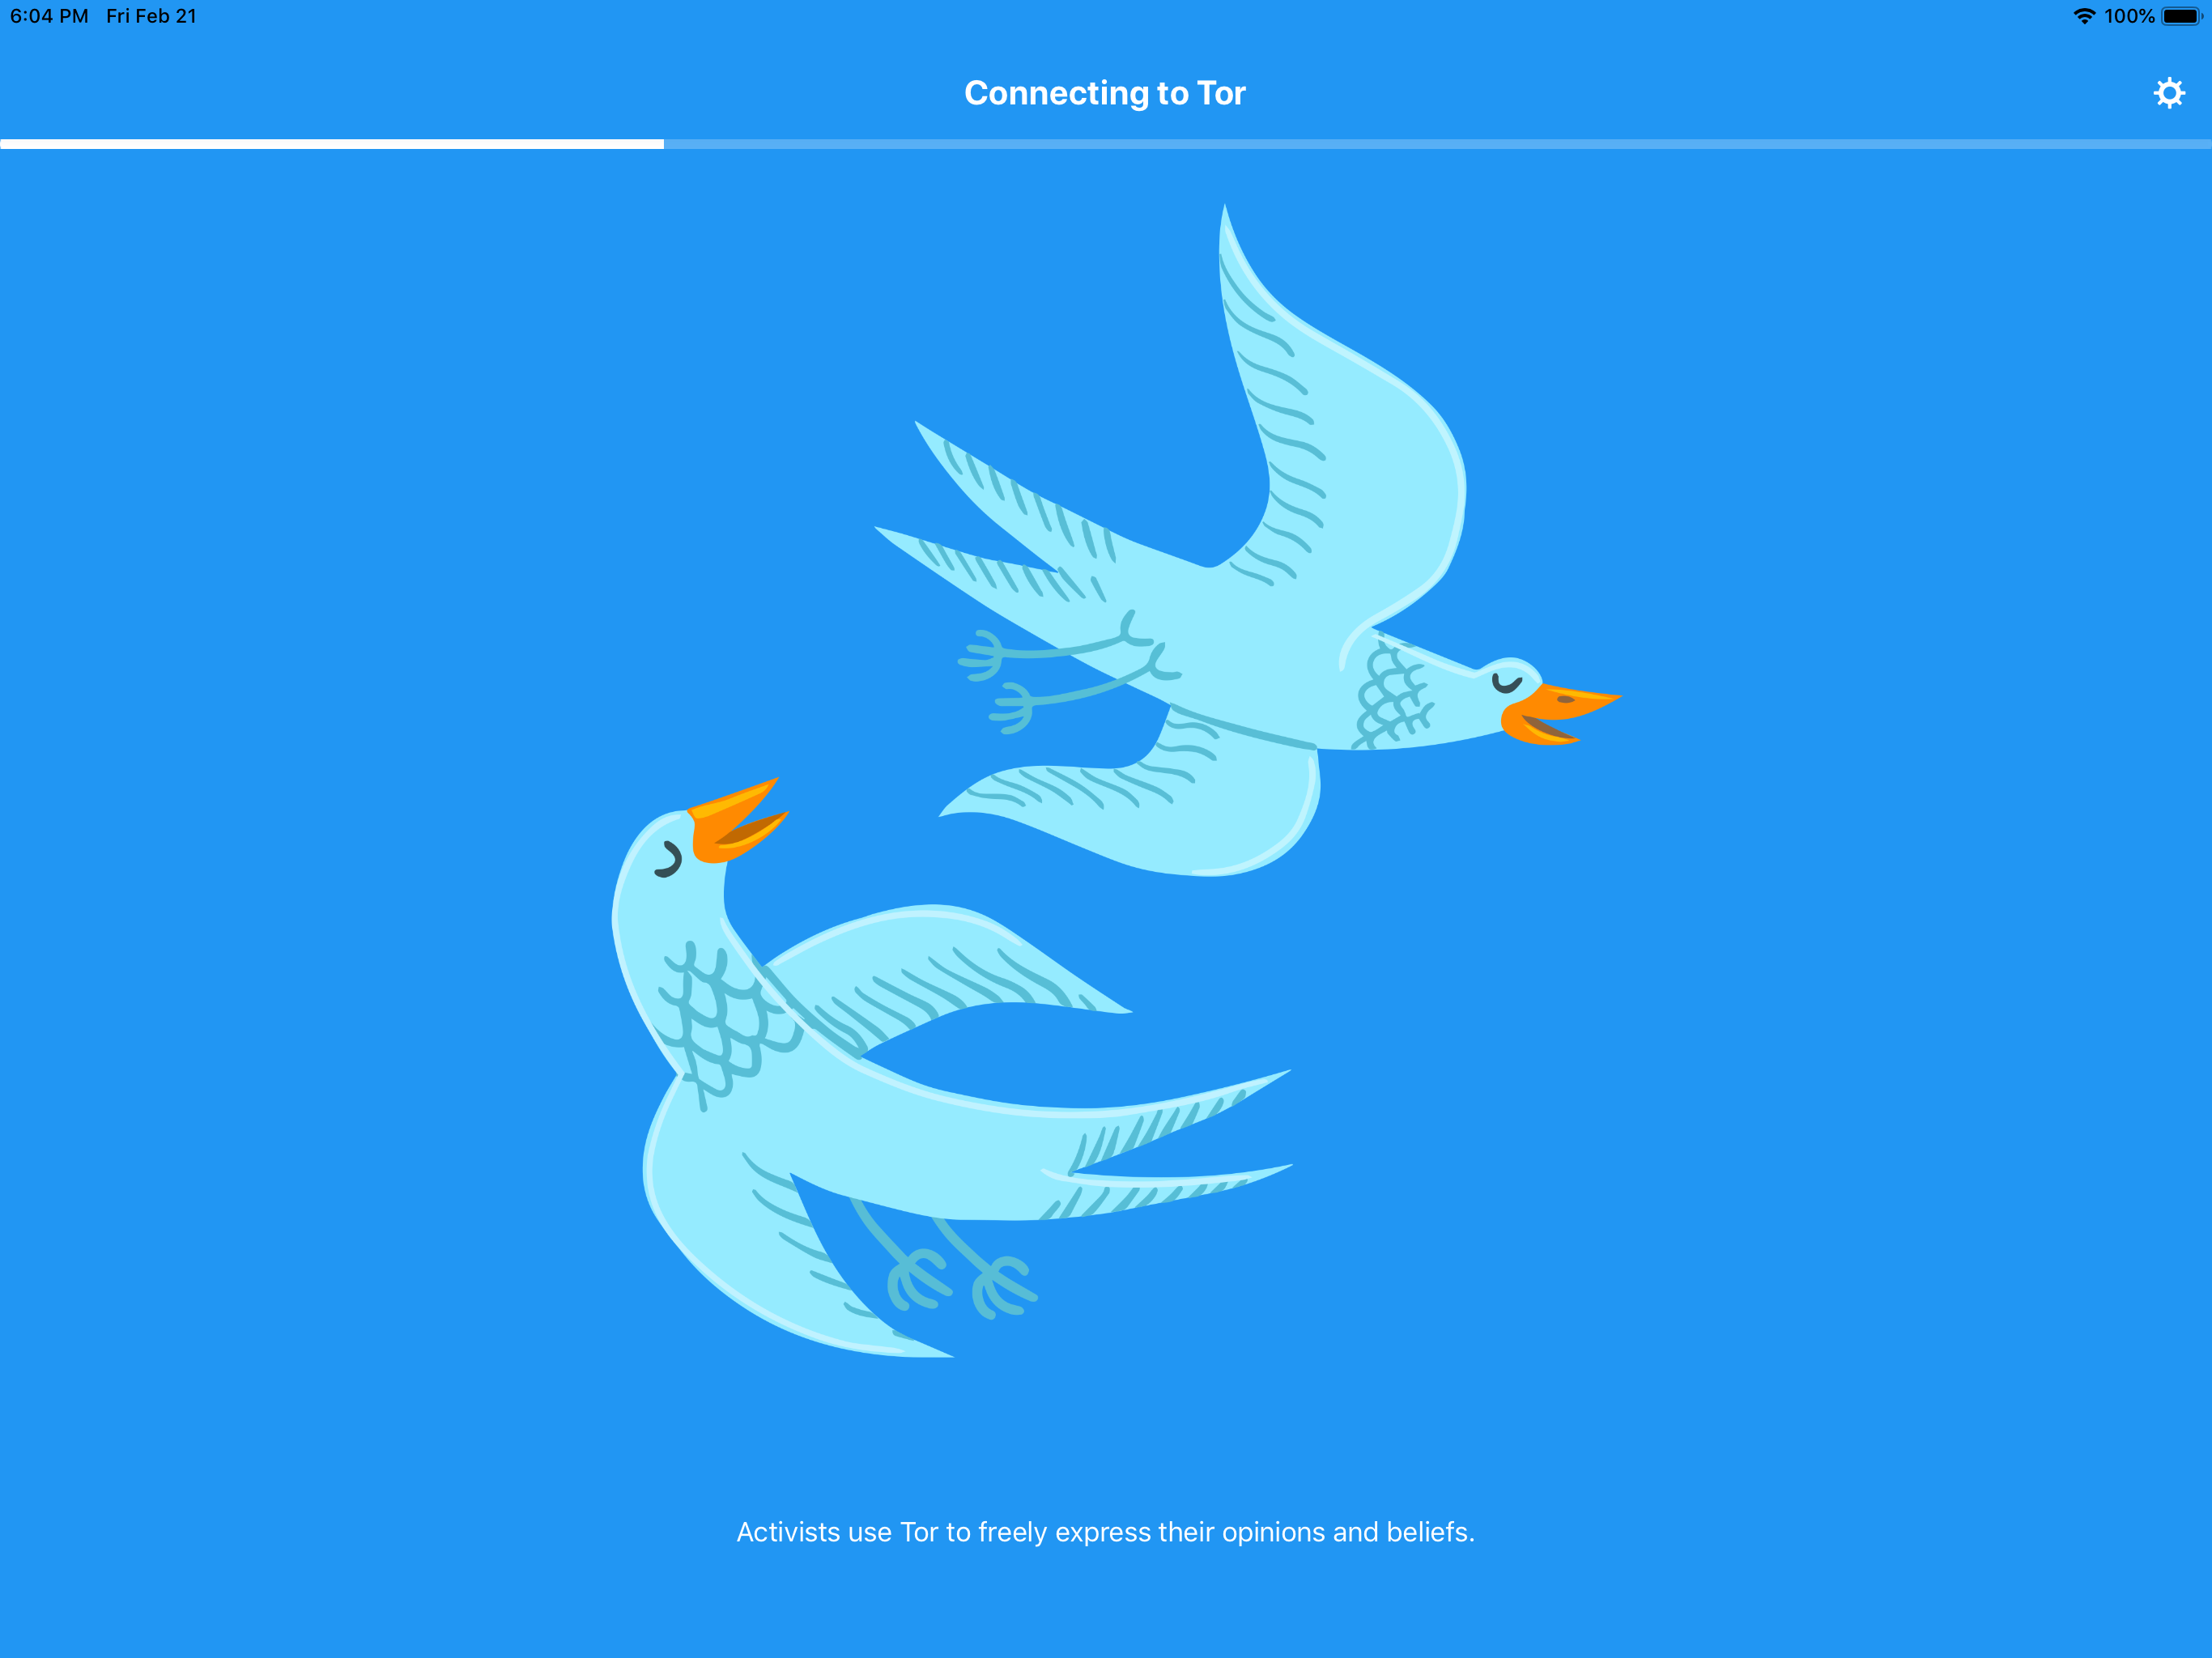 6:04 PM Fri Feb 21 100%
Connecting to Tor
Activists use Tor to freely express their opinions and beliefs.